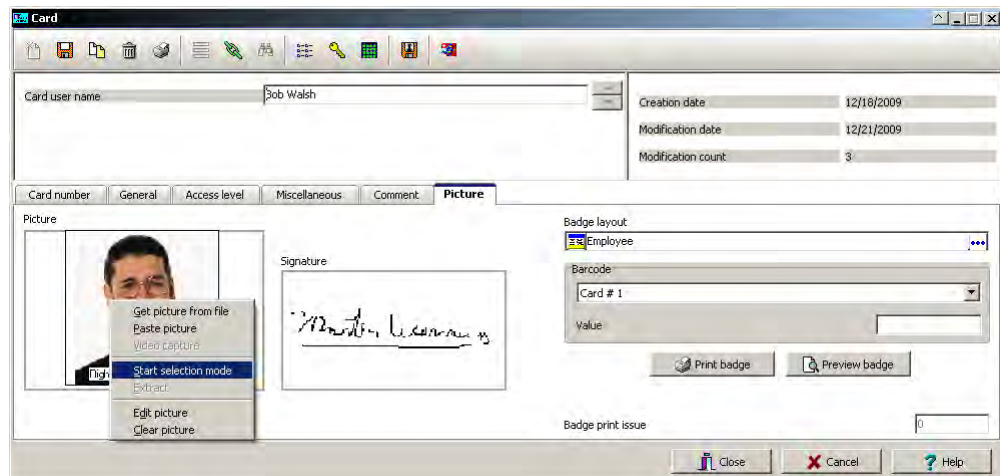 Card
Card user name
Bob Walsh
Creation date 12/18/2009
Modification date 12/21/2009
Modification count 3
Card number General Access level Miscellaneous Comment Picture
Picture
Signature
Badge layout
Employee
Barcode
Card # 1
Value
Get picture from file
Paste picture
Video capture
Start selection mode
Extract
Edit picture
Clear picture
Print badge Preview badge
Badge print issue 0
Close Cancel Help